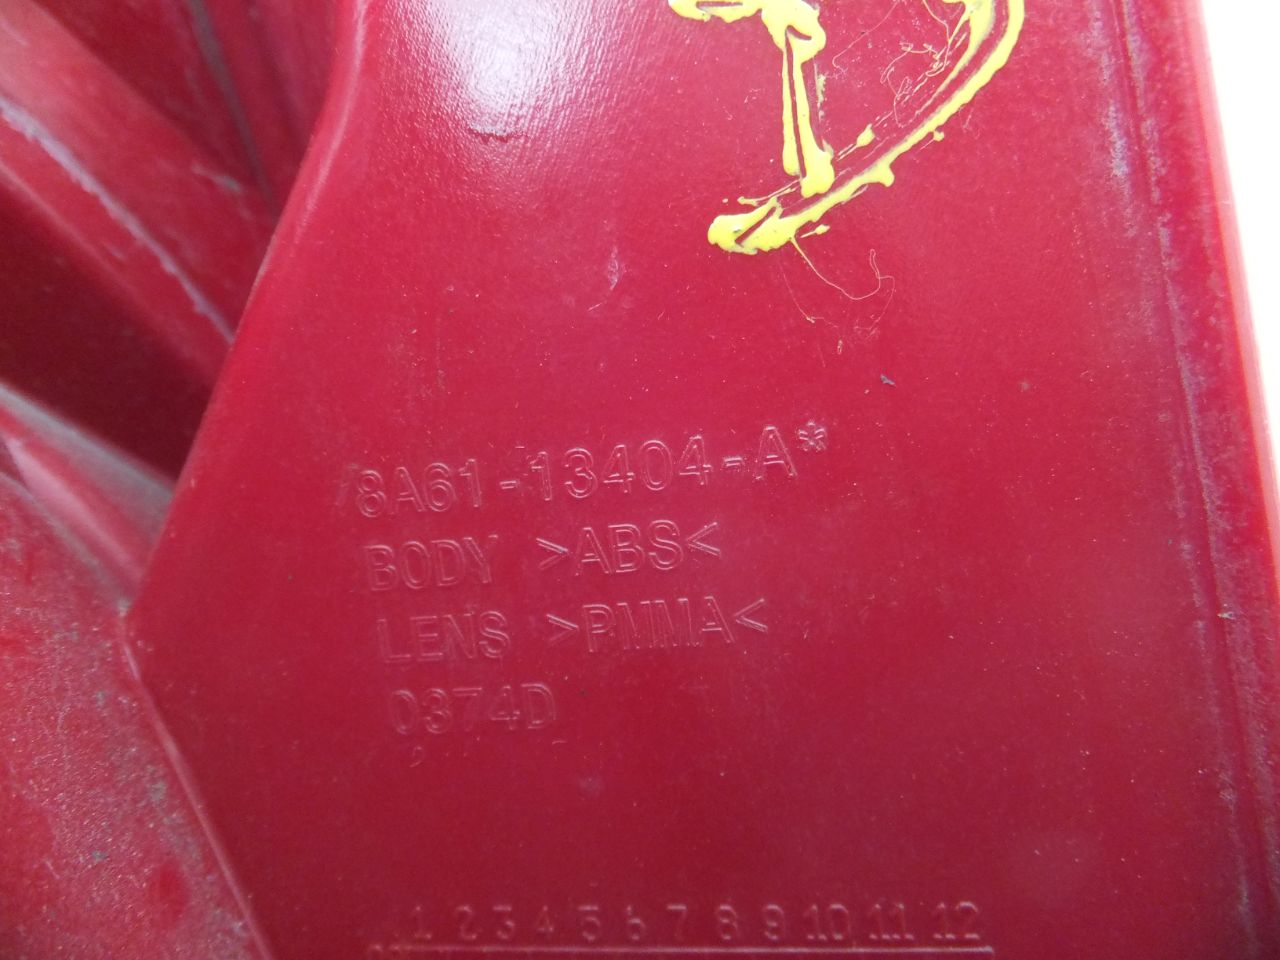 8A61-13404-A*
BODY >ABS<
LENS >PMMA<
0374D
1 2 3 4 5 6 7 8 9 10 11 12